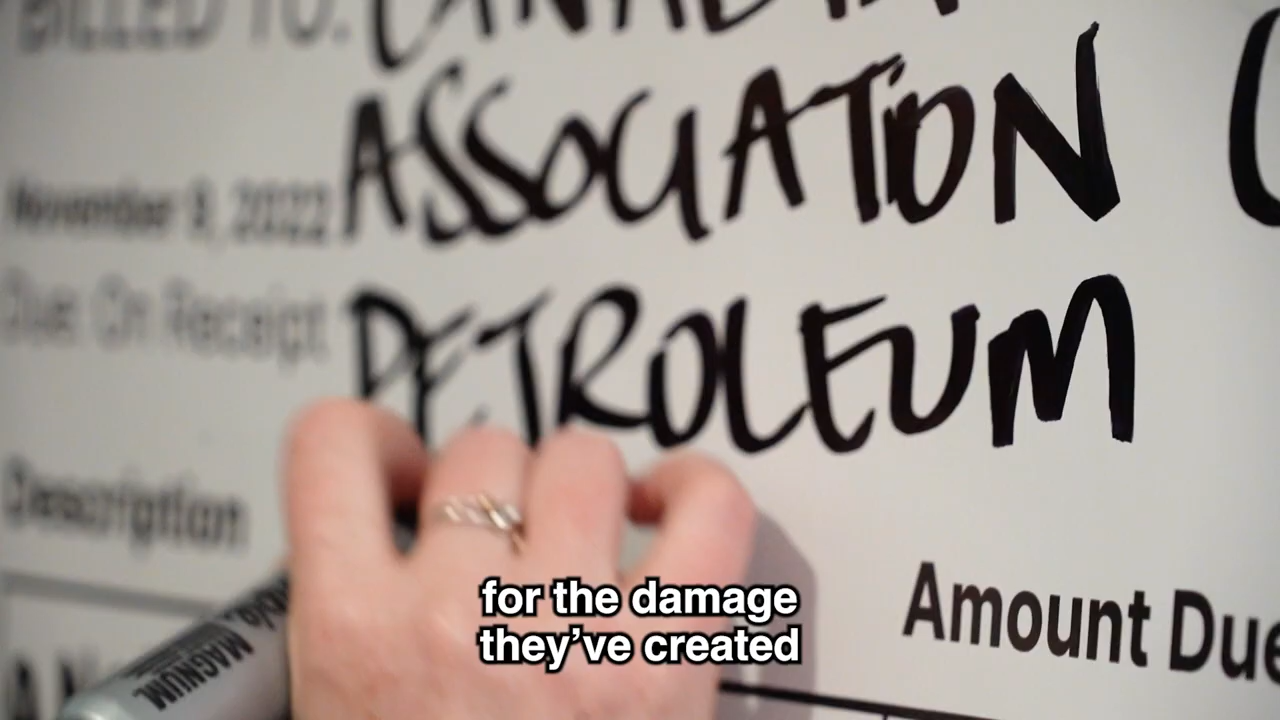 BILLED TO: CANADIAN
ASSOCIATION
November 9, 2022
PETROLEUM
Due On Receipt
Description
Amount Due
for the damage
they've created
MAGNUM